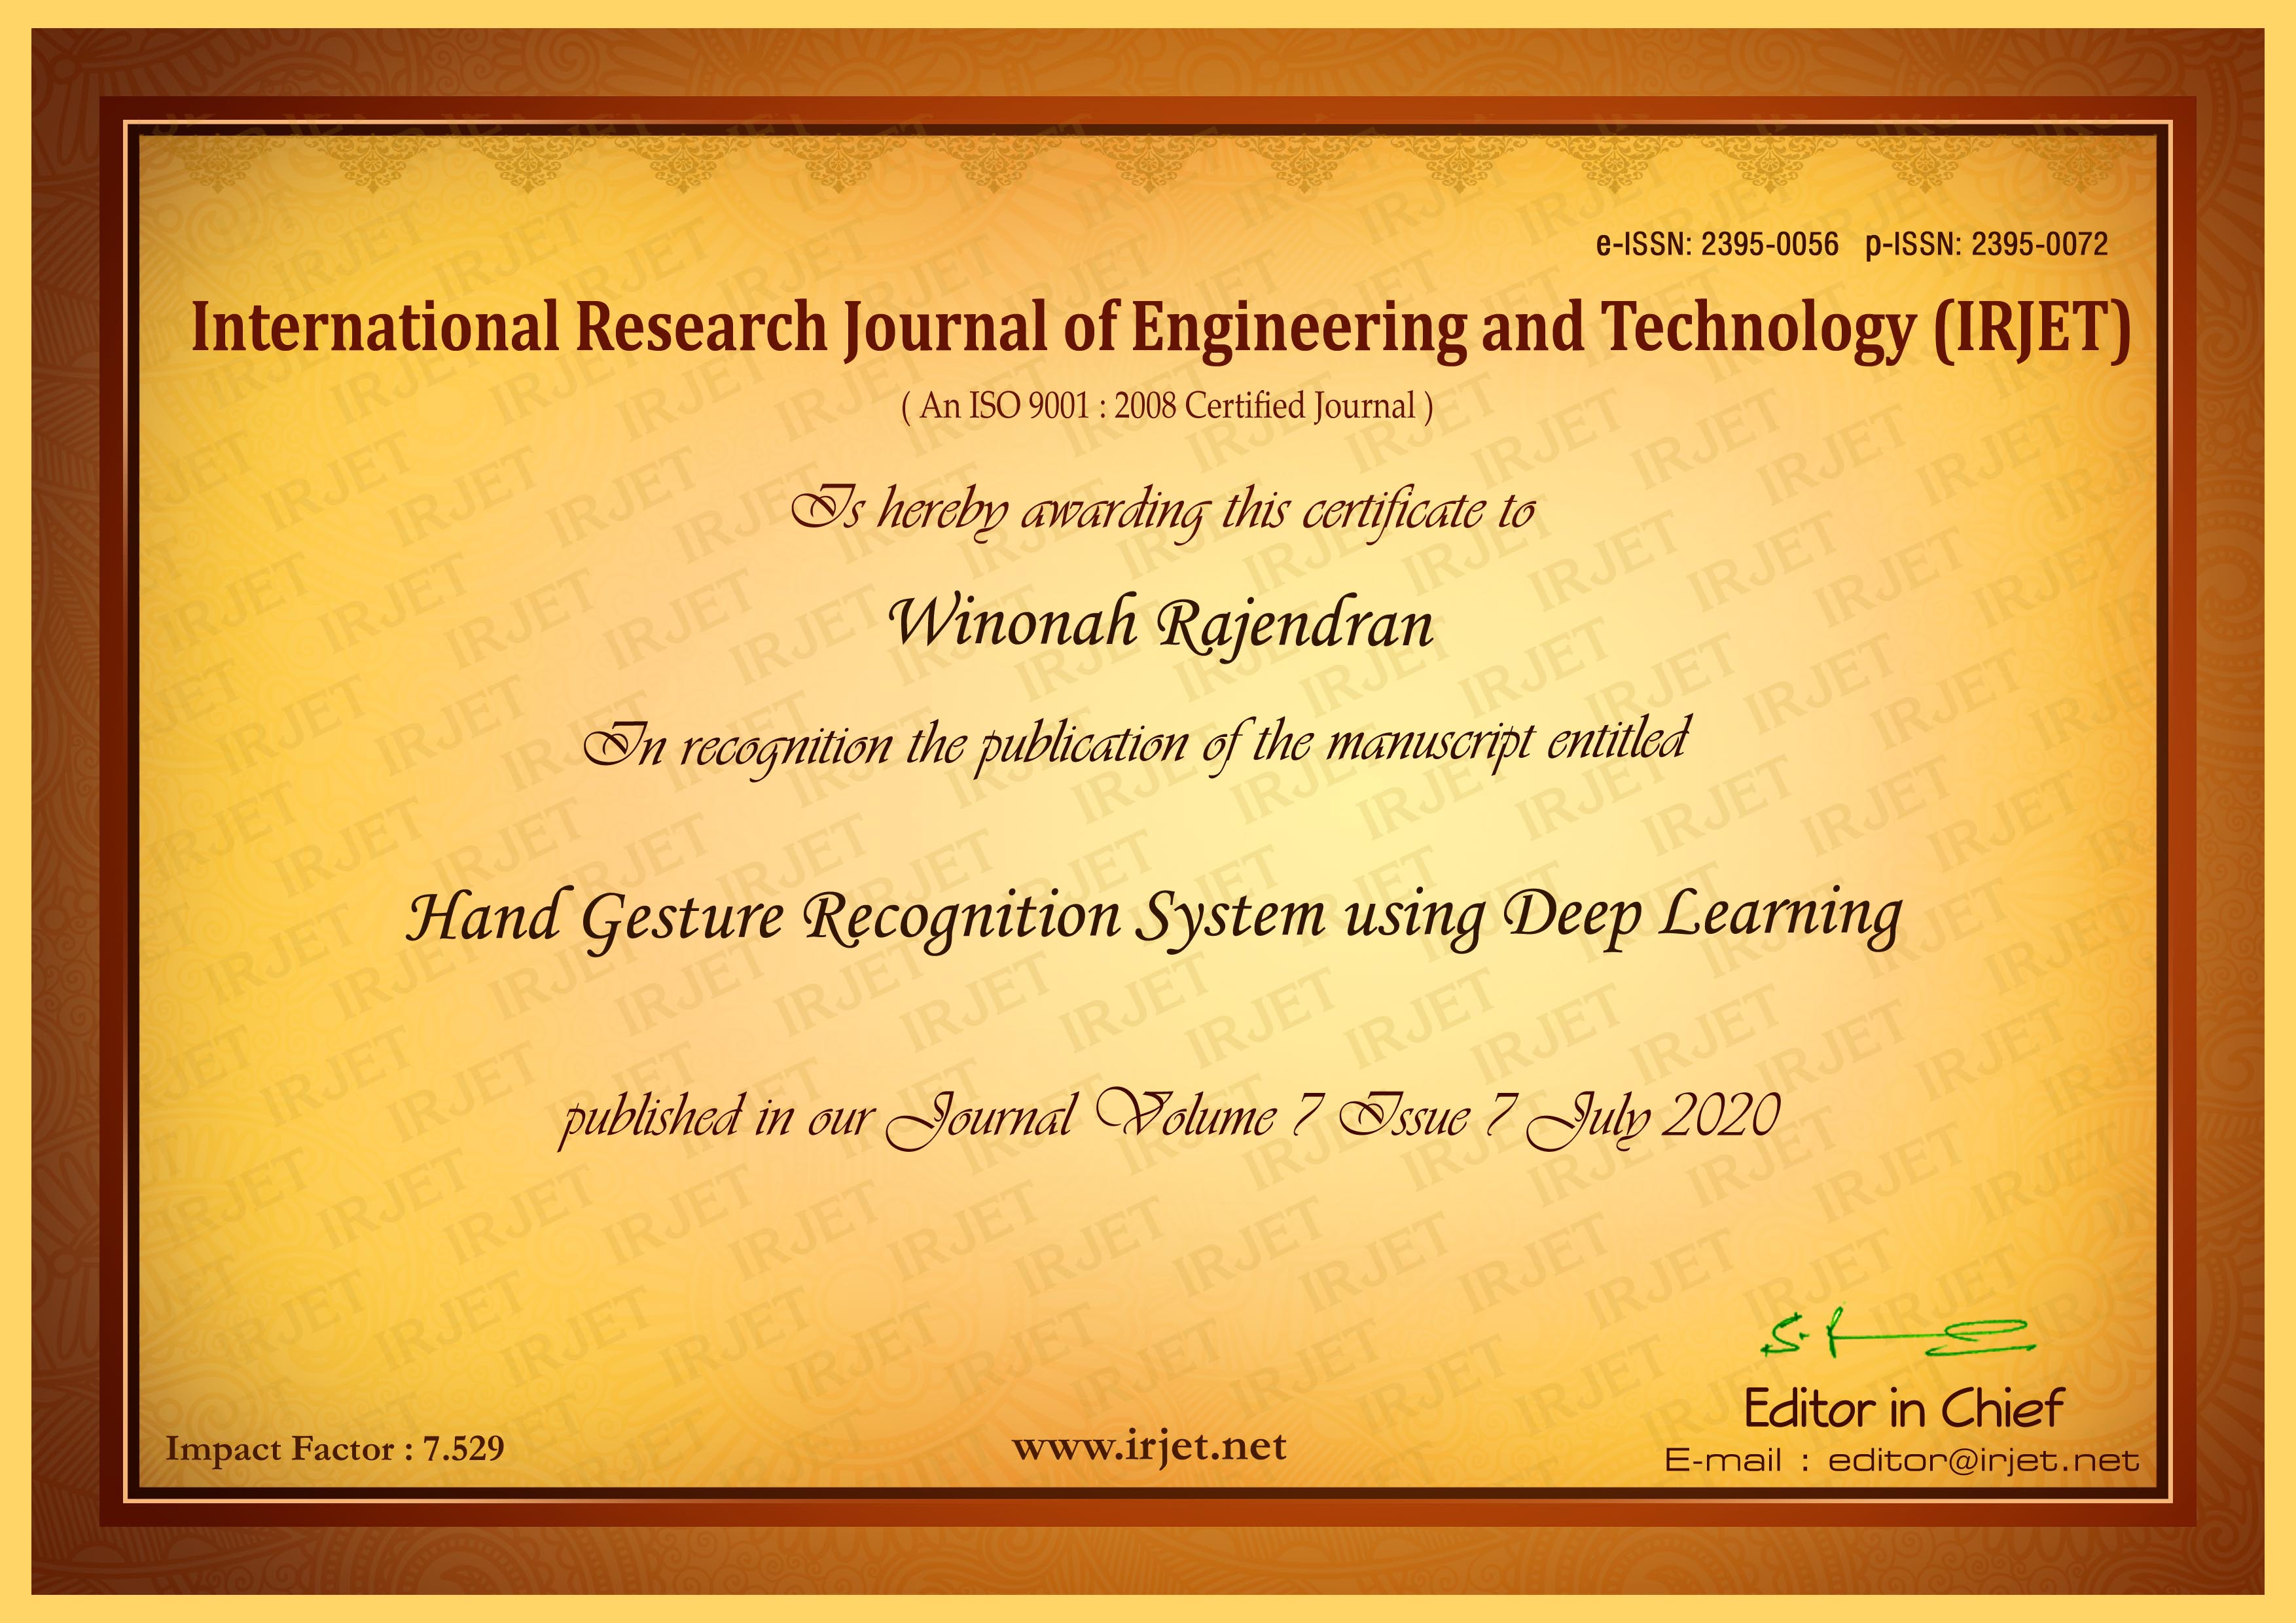 e-ISSN: 2395-0056 p-ISSN: 2395-0072
International Research Journal of Engineering and Technology (IRJET)
( An ISO 9001 : 2008 Certified Journal )
Is hereby awarding this certificate to
Winonah Rajendran
In recognition the publication of the manuscript entitled
Hand Gesture Recognition System using Deep Learning
published in our Journal Volume 7 Issue 7 July 2020
Editor in Chief
Impact Factor : 7.529
www.irjet.net
E-mail : editor@irjet.net